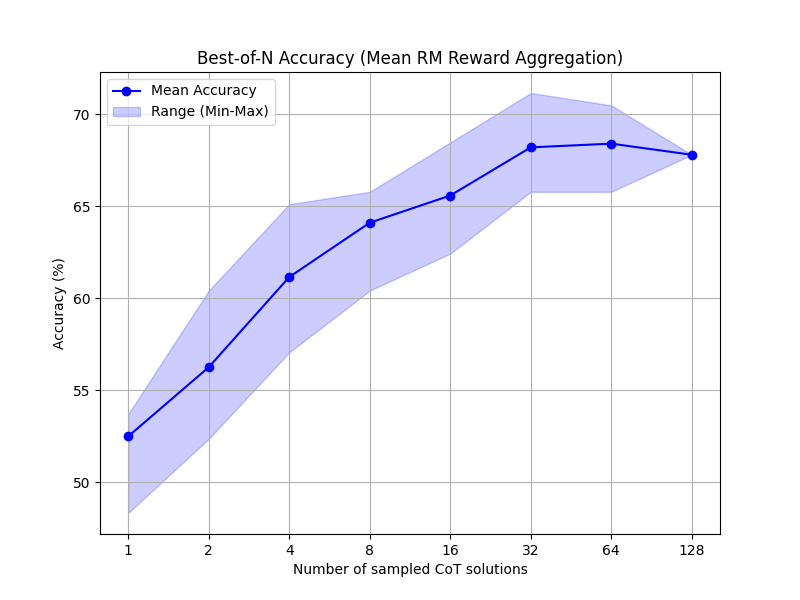 Best-of-N Accuracy (Mean RM Reward Aggregation)
Mean Accuracy
Range (Min-Max)
Accuracy (%)
70
65
60
55
50
1 2 4 8 16 32 64 128
Number of sampled CoT solutions